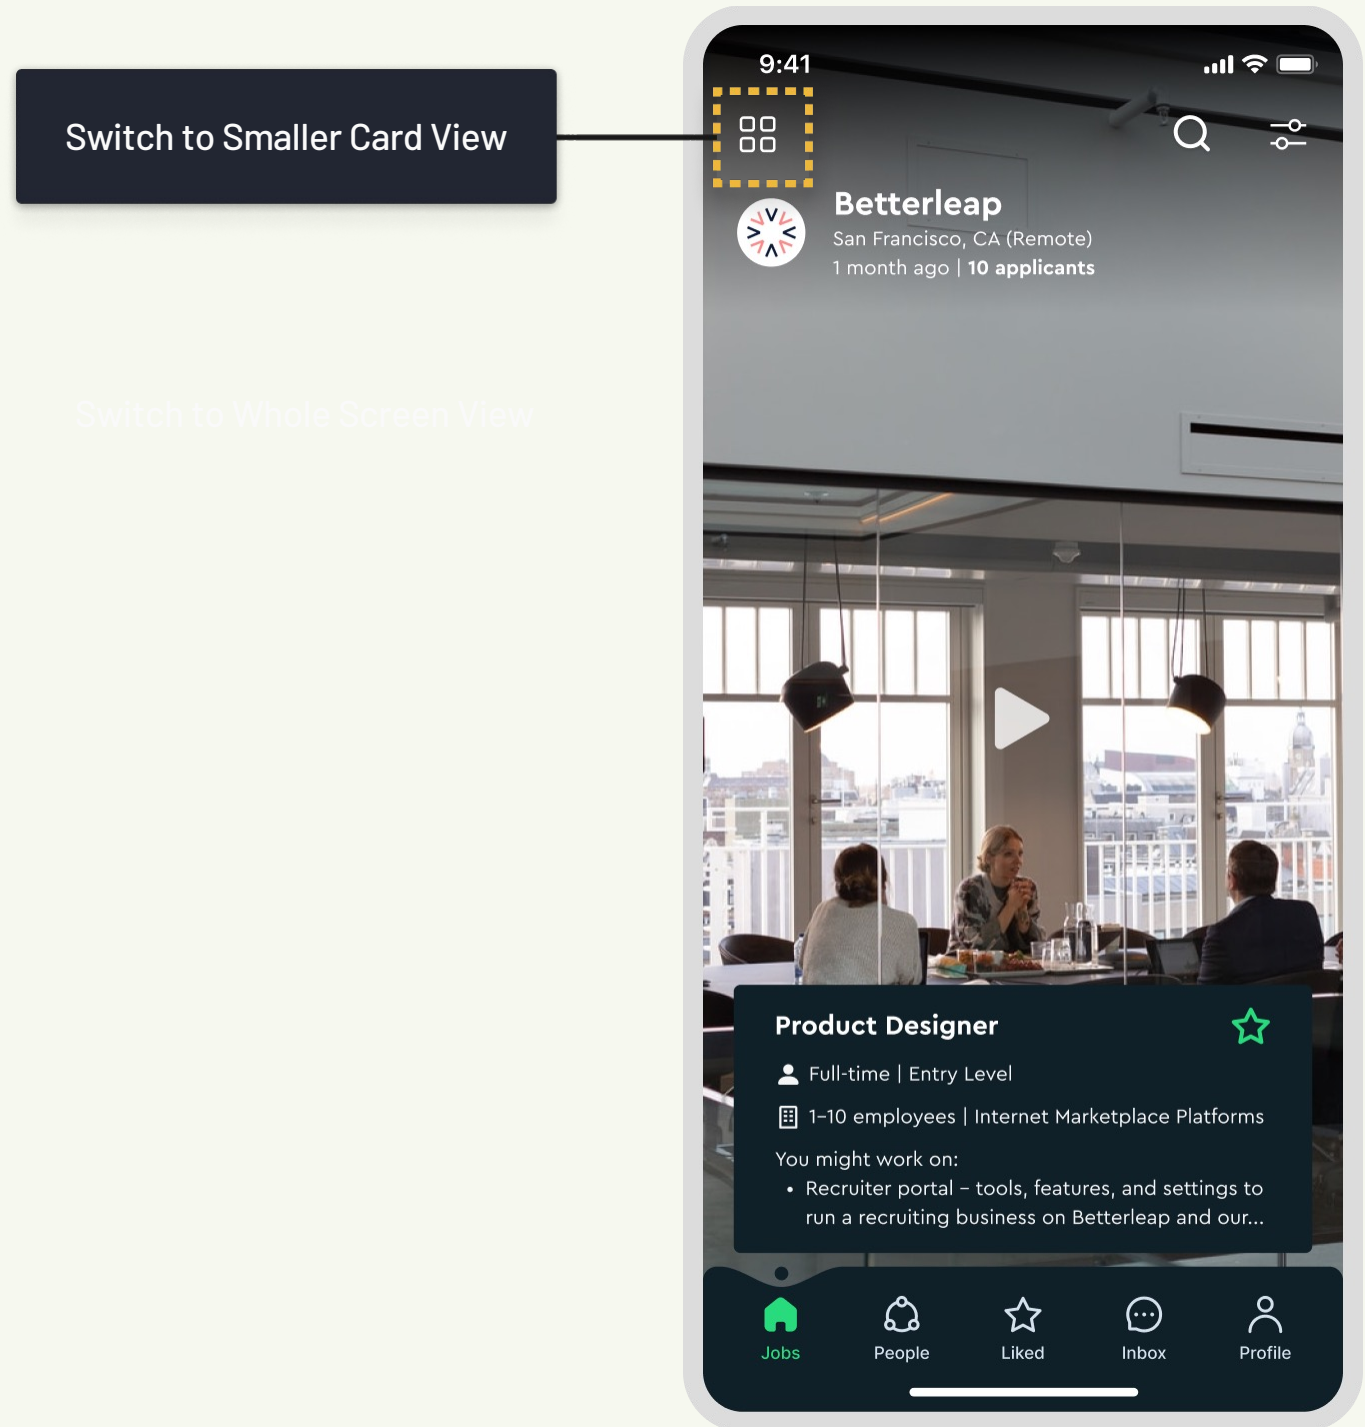 9:41
Switch to Smaller Card View
Betterleap
San Francisco, CA (Remote)
1 month ago | 10 applicants
Switch to Whole Screen View
Product Designer
Full-time | Entry Level
1-10 employees | Internet Marketplace Platforms
You might work on:
• Recruiter portal – tools, features, and settings to
run a recruiting business on Betterleap and our...
Jobs
People
Liked
Inbox
Profile